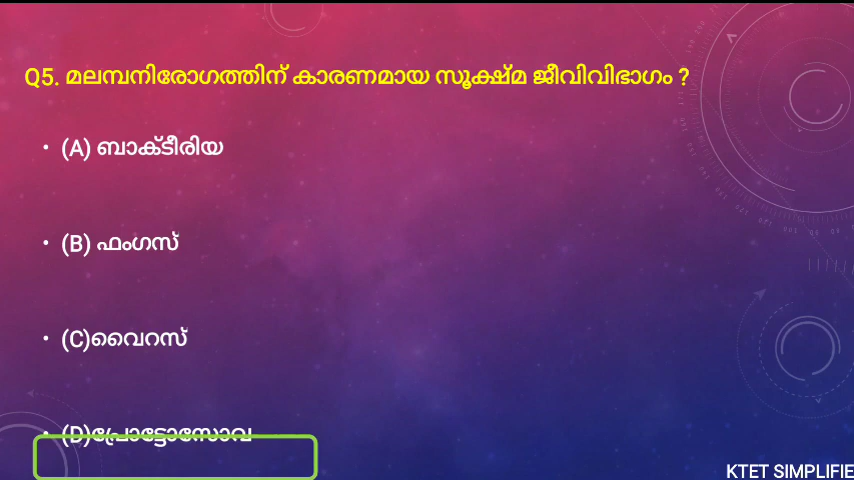 Q5. മലമ്പനിരോഗത്തിന് കാരണമായ സൂക്ഷ്മ ജീവിവിഭാഗം ?
• (A) ബാക്ടീരിയ
• (B) ഫംഗസ്
• (C)വൈറസ്
• (D)പ്രോട്ടോസോവ
KTET SIMPLIFIE